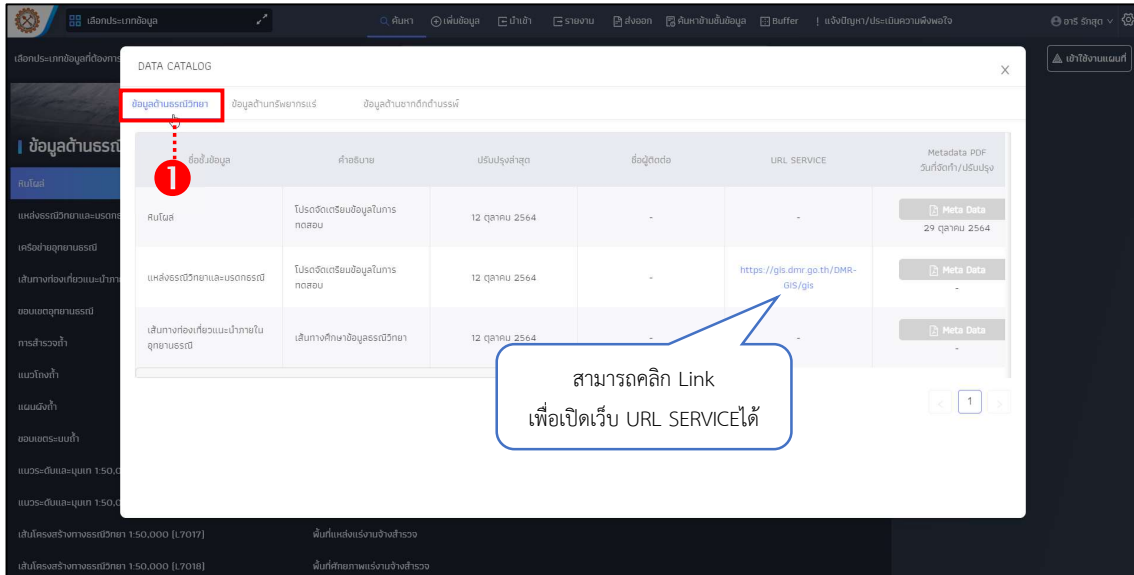 เลือกประเภทข้อมูล
ค้นหา
เพิ่มข้อมูล
นำเข้า
รายงาน
ส่งออก
ค้นหาข้ามชั้นข้อมูล
Buffer
! แจ้งปัญหา/ประเมินความพึงพอใจ
อารี รักสุด
เลือกประเภทข้อมูลที่ต้องการ
เข้าใช้งานแผนที่
DATA CATALOG
X
ข้อมูลด้านธรณีวิทยา
ข้อมูลด้านทรัพยากรแร่
ข้อมูลด้านซากดึกดำบรรพ์
1
ชื่อชั้นข้อมูล
คำอธิบาย
ปรับปรุงล่าสุด
ชื่อผู้ติดต่อ
URL SERVICE
Metadata PDF
วันที่จัดทำ/ปรับปรุง
หินโผล่
โปรดจัดเตรียมข้อมูลในการ
ทดสอบ
12 ตุลาคม 2564
-
-
Meta Data
29 ตุลาคม 2564
แหล่งธรณีวิทยาและมรดกธรณี
โปรดจัดเตรียมข้อมูลในการ
ทดสอบ
12 ตุลาคม 2564
-
https://gis.dmr.go.th/DMR-
GIS/gis
Meta Data
-
เส้นทางท่องเที่ยวแนะนำภายใน
อุทยานธรณี
เส้นทางศึกษาข้อมูลธรณีวิทยา
12 ตุลาคม 2564
-
-
Meta Data
-
สามารถคลิก Link
เพื่อเปิดเว็บ URL SERVICEได้
< 1 >
ข้อมูลด้านธรณี
หินโผล่
แหล่งธรณีวิทยาและมรดกธ
เครือข่ายอุทยานธรณี
เส้นทางท่องเที่ยวแนะนำภา
ขอบเขตอุทยานธรณี
การสำรวจถ้ำ
แนวโถงถ้ำ
แผนผังถ้ำ
ขอบเขตระบบถ้ำ
แนวระดับและมุมเท 1:50,0
แนวระดับและมุมเท 1:50,0
เส้นโครงสร้างทางธรณีวิทยา 1:50,000 [L7017]
พื้นที่แหล่งแร่งานจ้างสำรวจ
เส้นโครงสร้างทางธรณีวิทยา 1:50,000 [L7018]
พื้นที่ศักยภาพแร่งานจ้างสำรวจ